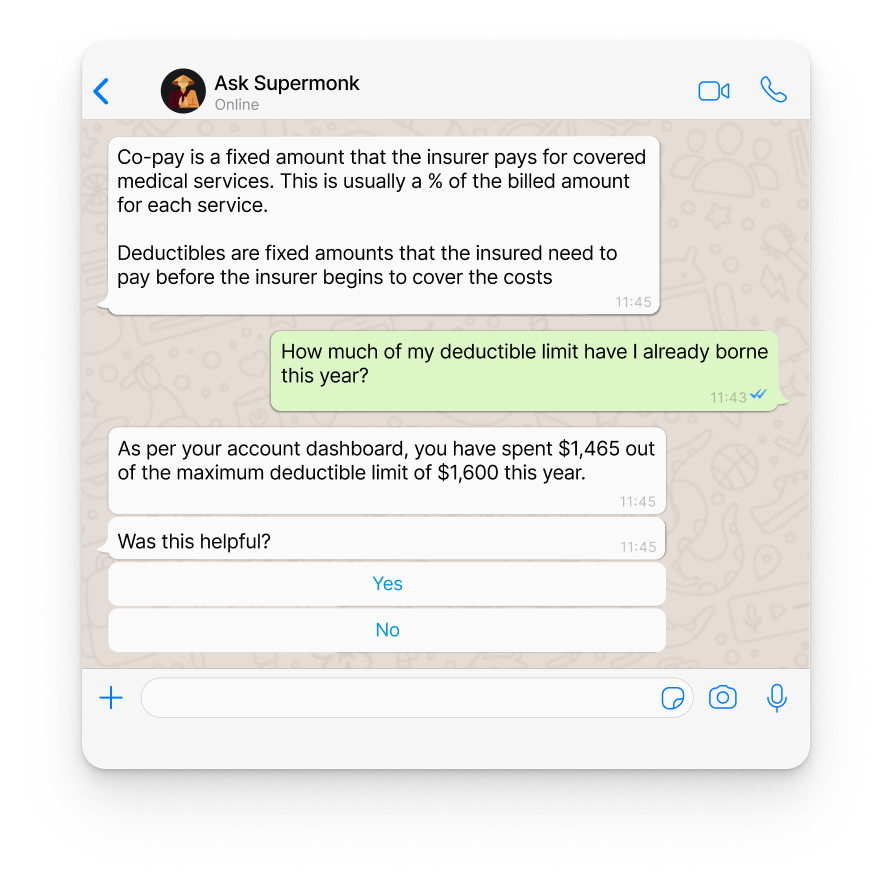 Ask Supermonk
Online
Co-pay is a fixed amount that the insurer pays for covered
medical services. This is usually a % of the billed amount
for each service.
Deductibles are fixed amounts that the insured need to
pay before the insurer begins to cover the costs
11:45
How much of my deductible limit have I already borne
this year?
11:43
As per your account dashboard, you have spent $1,465 out
of the maximum deductible limit of $1,600 this year.
11:45
Was this helpful?
11:45
Yes
No